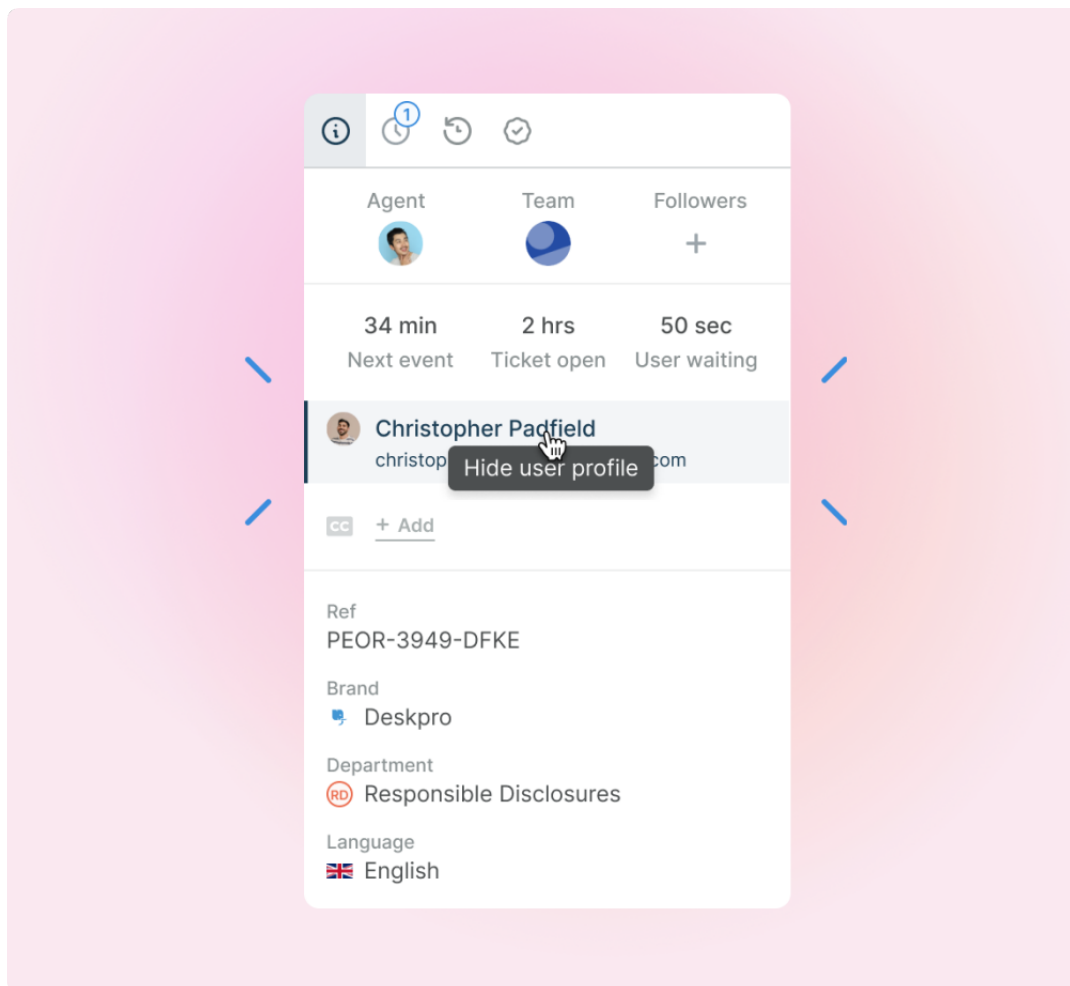 1
Agent Team Followers
+
34 min 2 hrs 50 sec
Next event Ticket open User waiting
Christopher Padfield
christop com
Hide user profile
CC + Add
Ref
PEOR-3949-DFKE
Brand
Deskpro
Department
RD Responsible Disclosures
Language
English